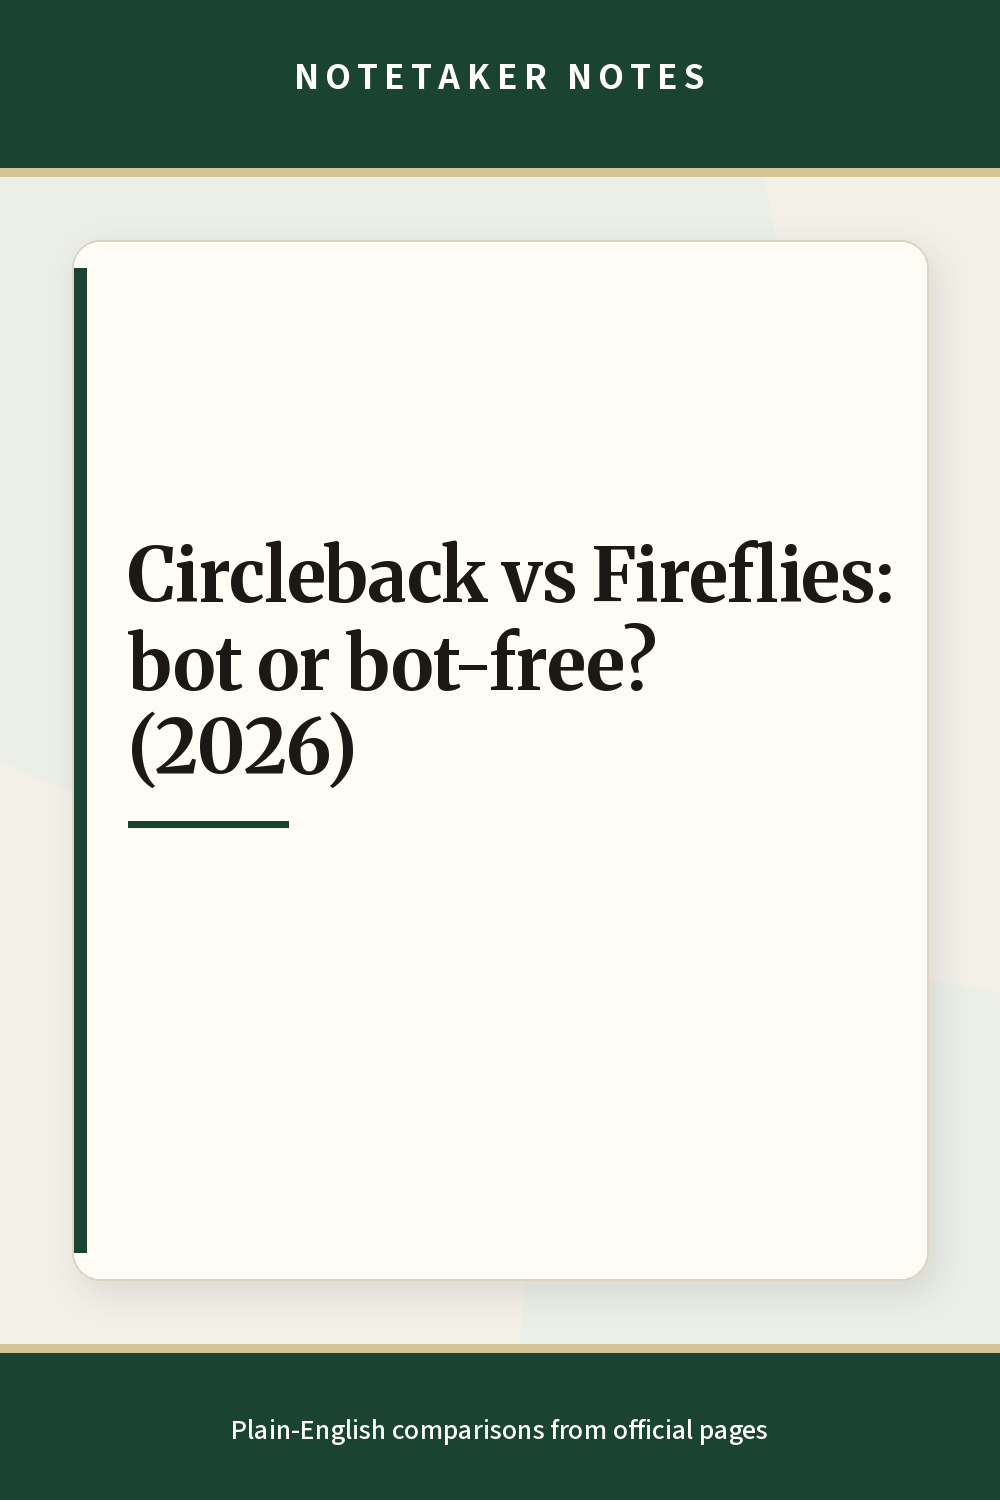 NOTETAKER NOTES
Circleback vs Fireflies:
bot or bot-free?
(2026)
Plain-English comparisons from official pages